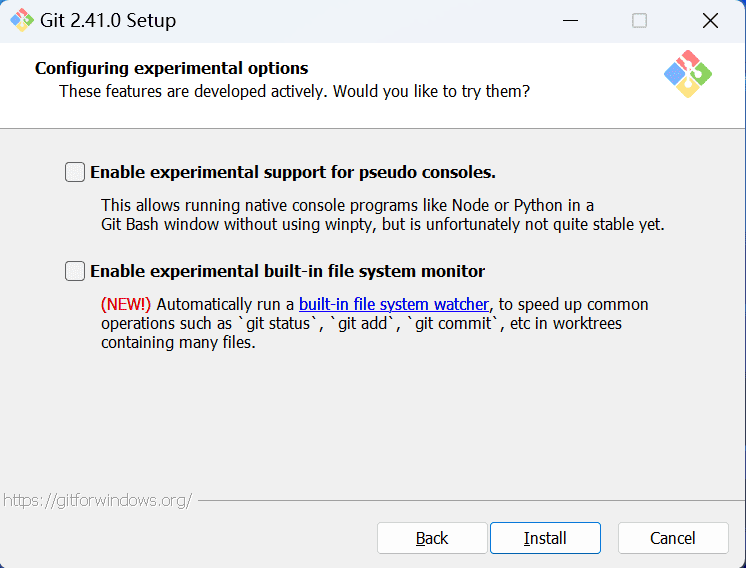 Git 2.41.0 Setup
Configuring experimental options
These features are developed actively. Would you like to try them?
Enable experimental support for pseudo consoles.
This allows running native console programs like Node or Python in a
Git Bash window without using winpty, but is unfortunately not quite stable yet.
Enable experimental built-in file system monitor
(NEW!) Automatically run a built-in file system watcher, to speed up common
operations such as `git status`, `git add`, `git commit`, etc in worktrees
containing many files.
https://gitforwindows.org/
Back Install Cancel